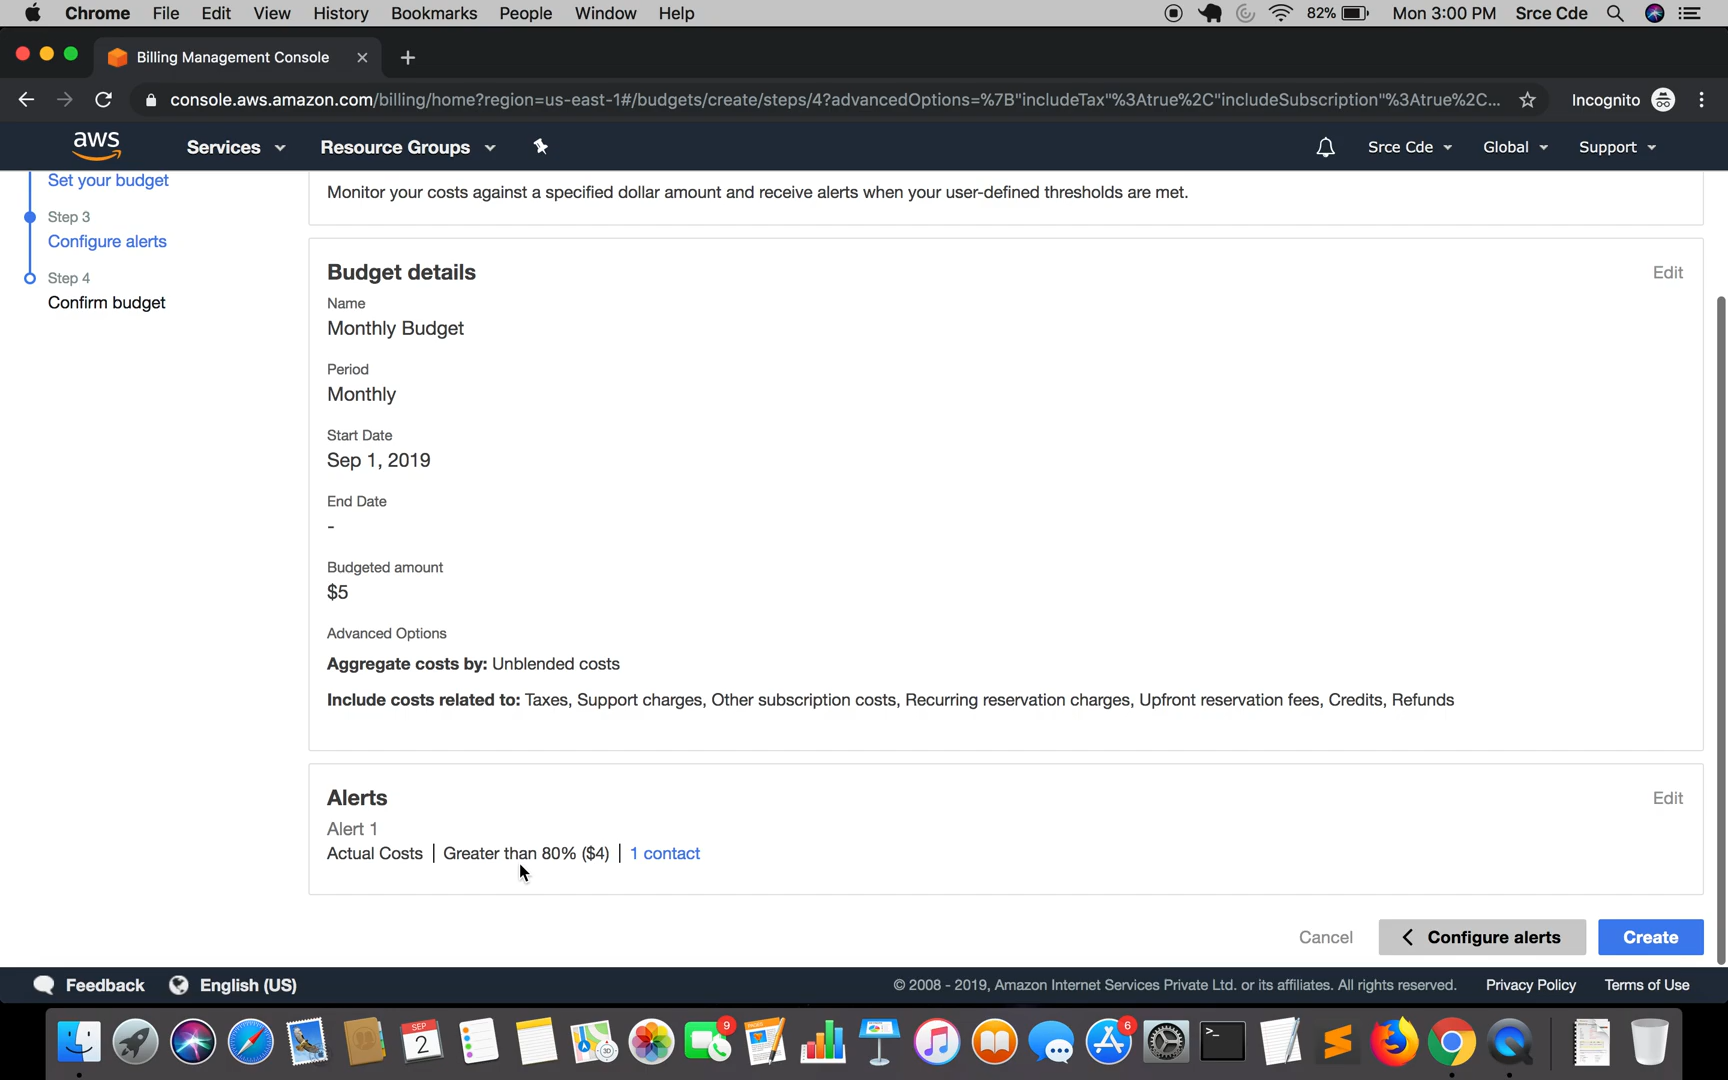 Chrome File Edit View History Bookmarks People Window Help 82% Mon 3:00 PM Srce Cde
Billing Management Console
console.aws.amazon.com/billing/home?region=us-east-1#/budgets/create/steps/4?advancedOptions=%7B"includeTax"%3Atrue%2C"includeSubscription"%3Atrue%2C... Incognito
aws Services Resource Groups Srce Cde Global Support
Set your budget
Step 3
Configure alerts
Step 4
Confirm budget
Monitor your costs against a specified dollar amount and receive alerts when your user-defined thresholds are met.
Budget details Edit
Name
Monthly Budget
Period
Monthly
Start Date
Sep 1, 2019
End Date
-
Budgeted amount
$5
Advanced Options
Aggregate costs by: Unblended costs
Include costs related to: Taxes, Support charges, Other subscription costs, Recurring reservation charges, Upfront reservation fees, Credits, Refunds
Alerts Edit
Alert 1
Actual Costs | Greater than 80% ($4) | 1 contact
Cancel Configure alerts Create
Feedback English (US) © 2008 - 2019, Amazon Internet Services Private Ltd. or its affiliates. All rights reserved. Privacy Policy Terms of Use
SEP
2
9
PAGES
6